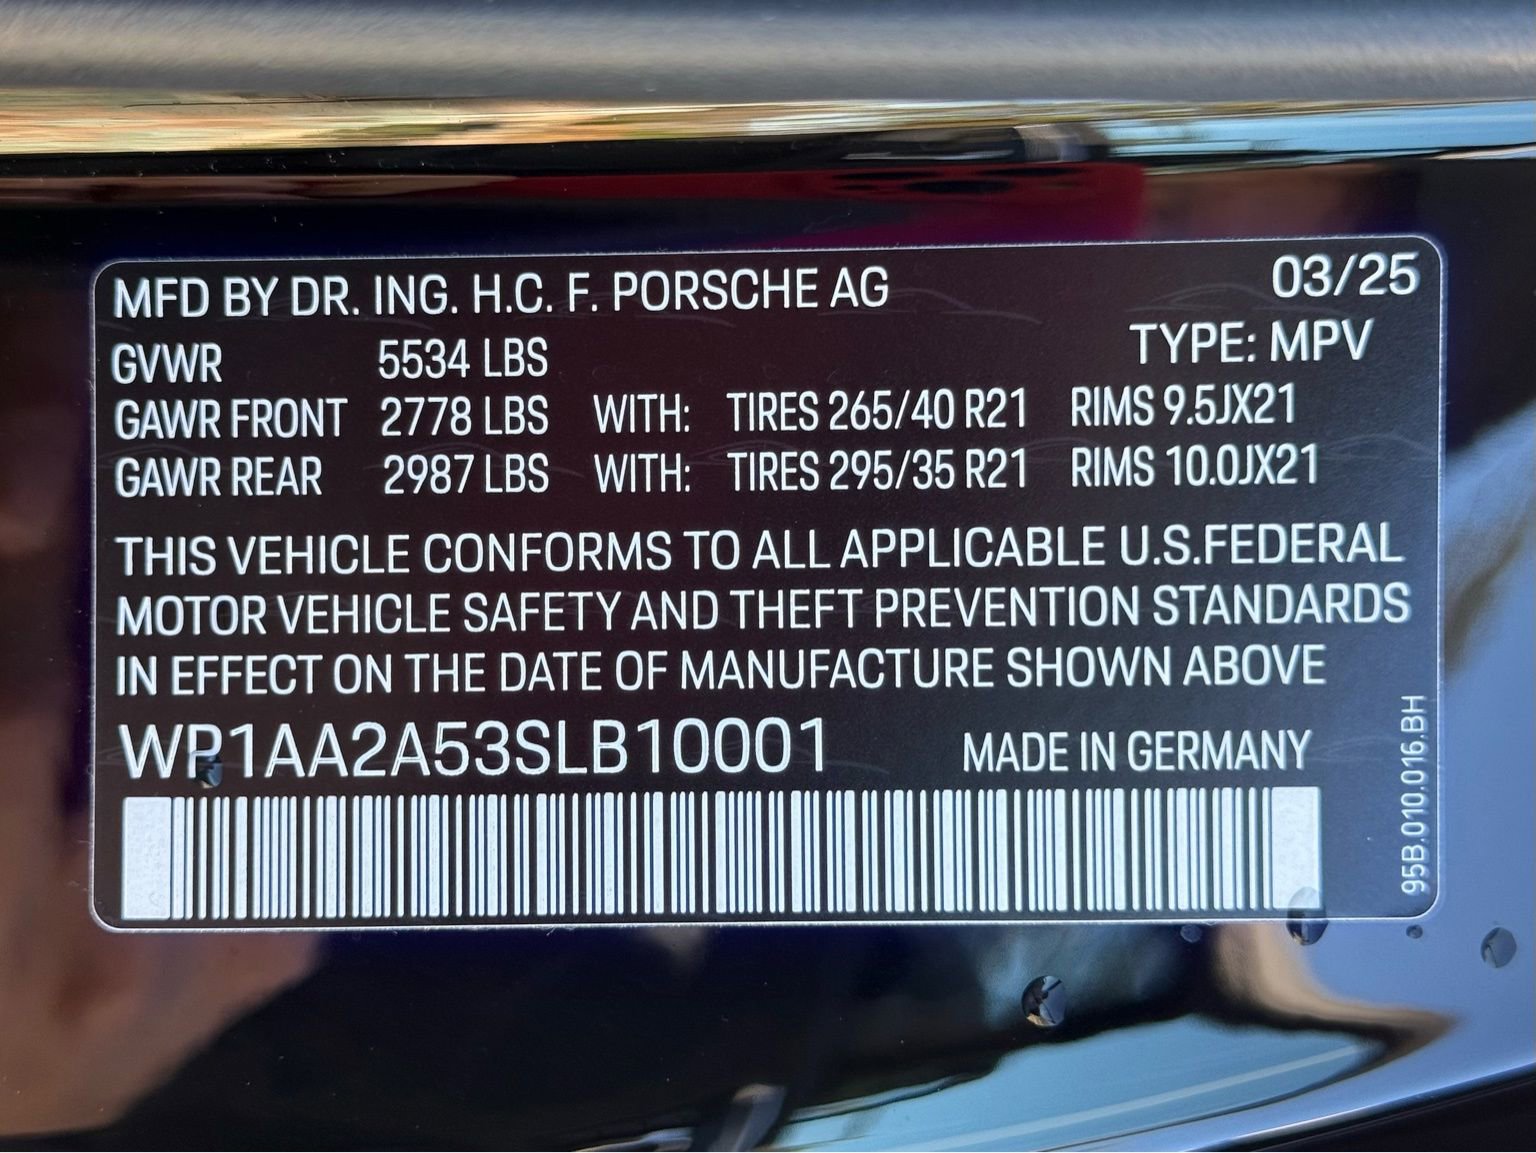 MFD BY DR. ING. H.C. F. PORSCHE AG 03/25
GVWR 5534 LBS TYPE: MPV
GAWR FRONT 2778 LBS WITH: TIRES 265/40 R21 RIMS 9.5JX21
GAWR REAR 2987 LBS WITH: TIRES 295/35 R21 RIMS 10.0JX21
THIS VEHICLE CONFORMS TO ALL APPLICABLE U.S.FEDERAL
MOTOR VEHICLE SAFETY AND THEFT PREVENTION STANDARDS
IN EFFECT ON THE DATE OF MANUFACTURE SHOWN ABOVE
WP1AA2A53SLB10001 MADE IN GERMANY
95B.010.016.BH